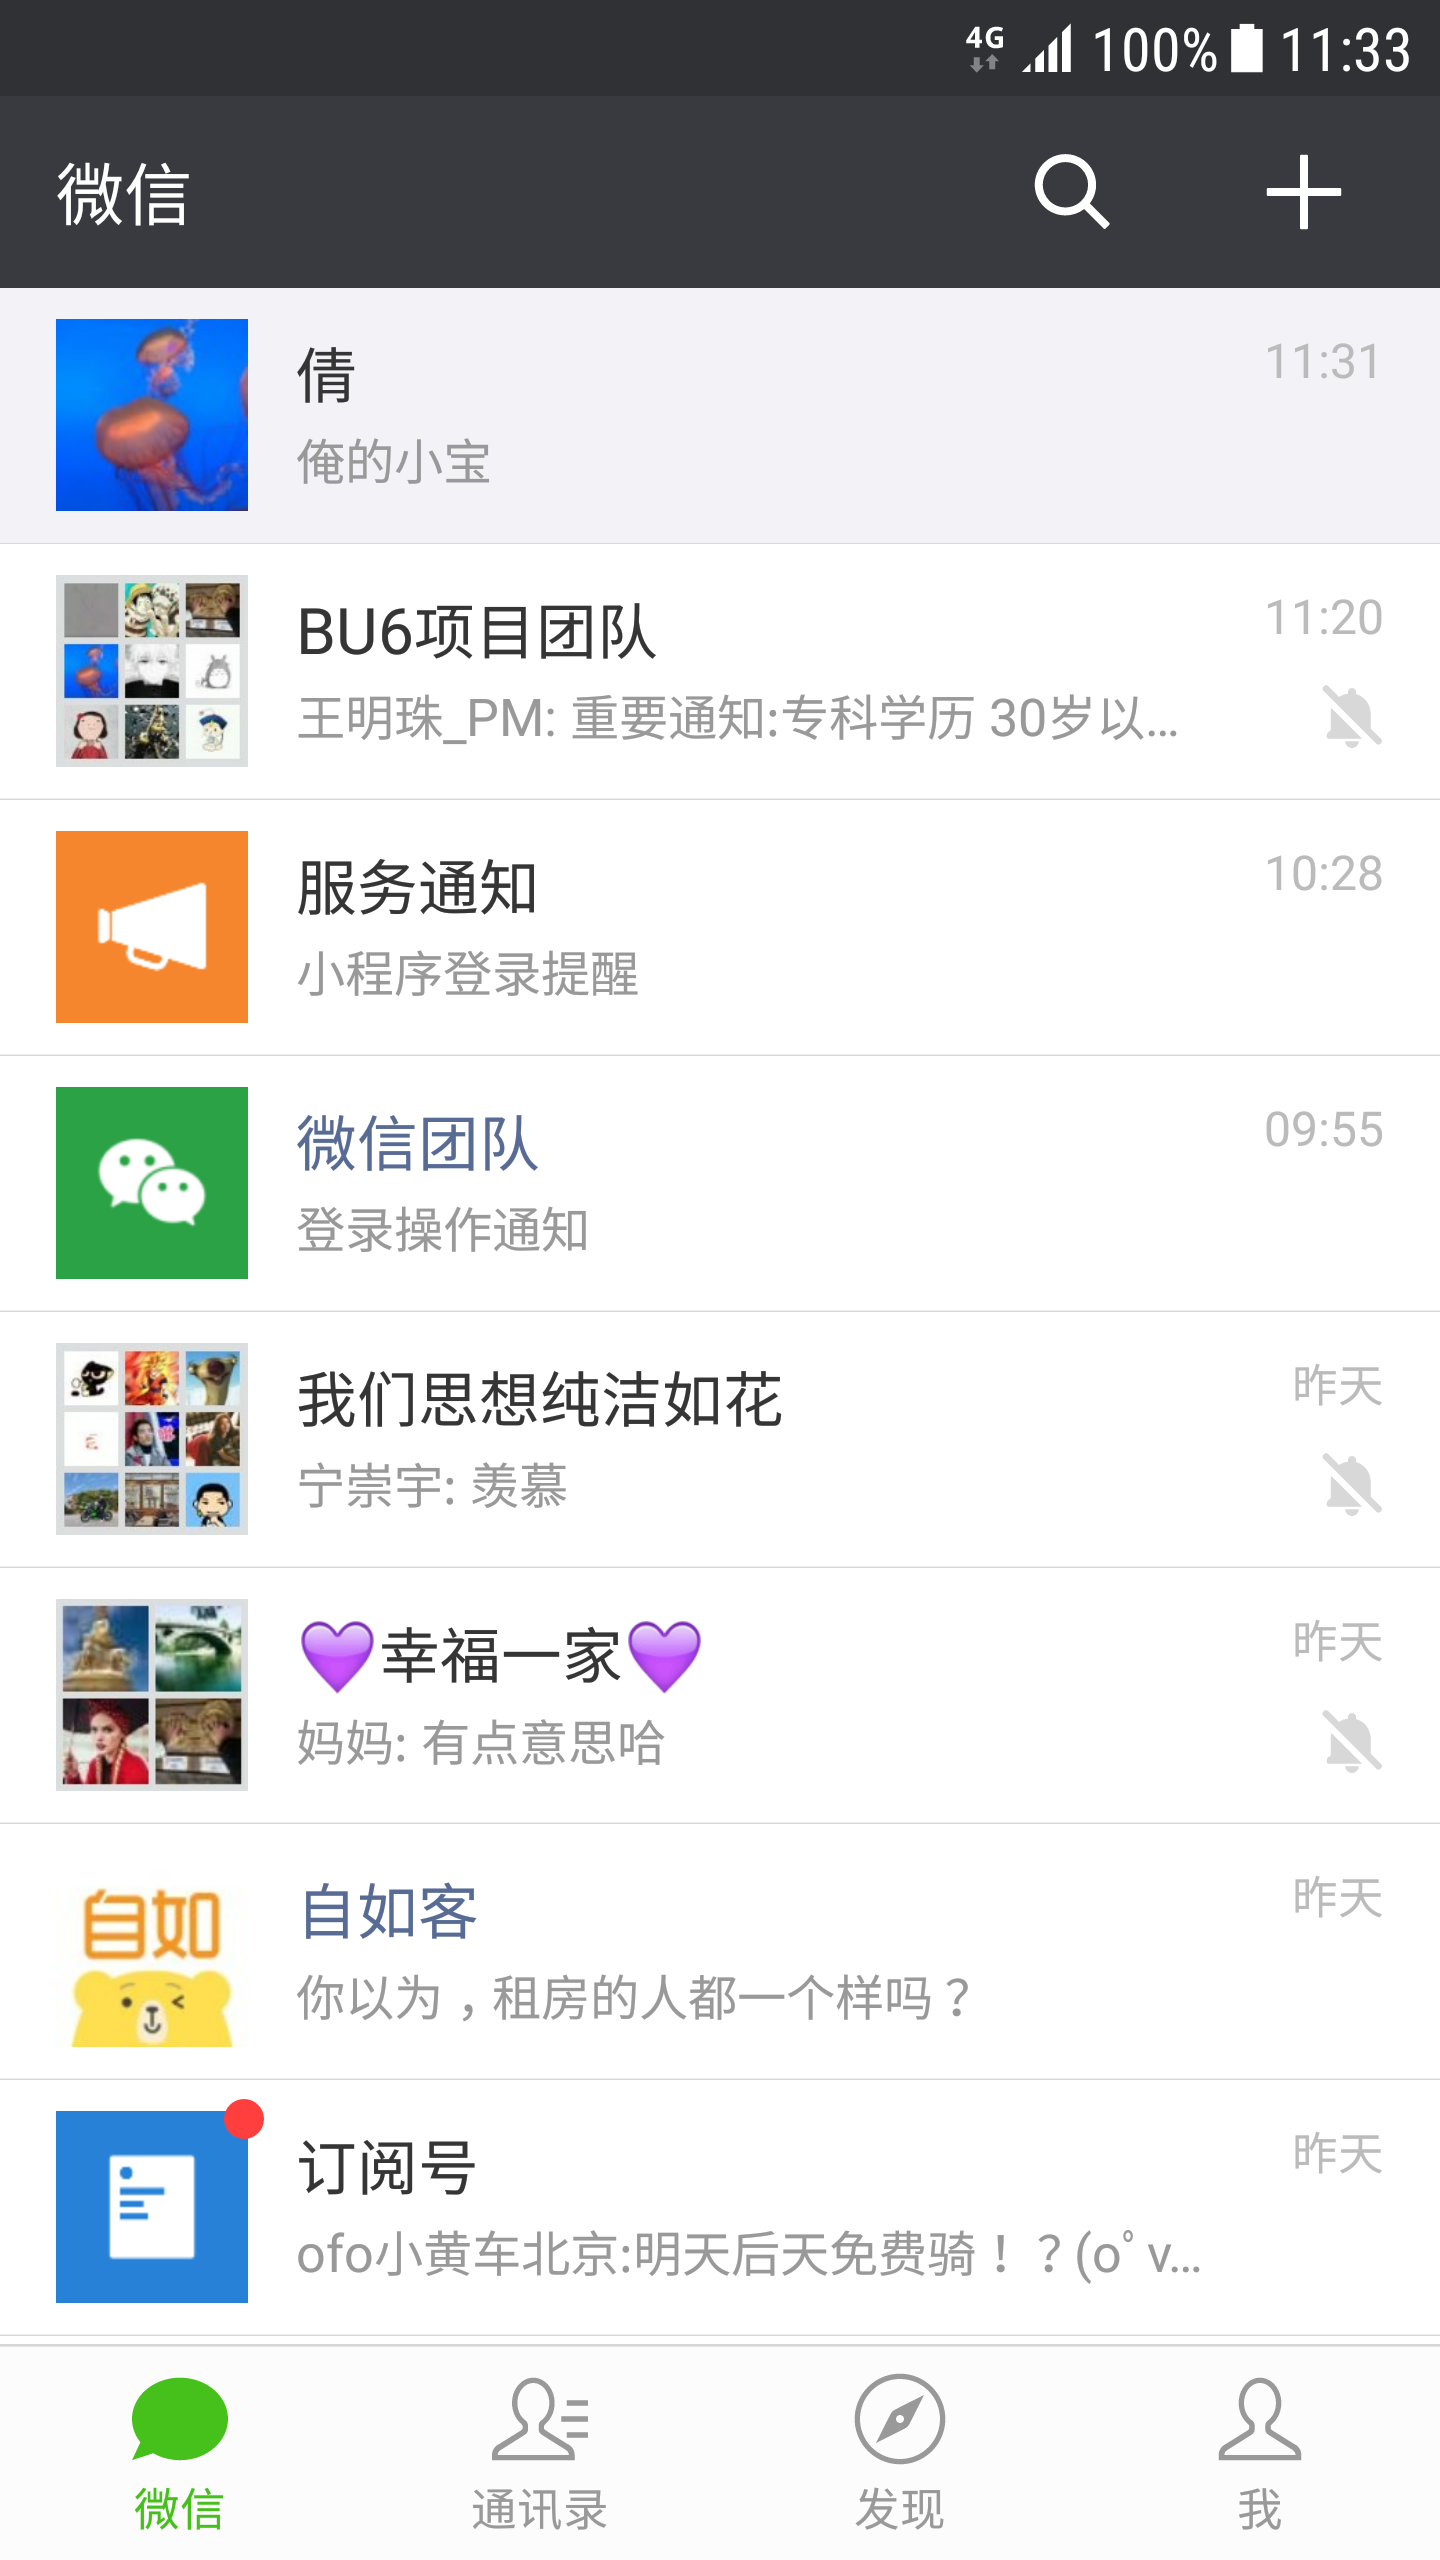 4G 100% 11:33
微信
倩 11:31
俺的小宝
BU6项目团队 11:20
王明珠_PM: 重要通知:专科学历 30岁以...
服务通知 10:28
小程序登录提醒
微信团队 09:55
登录操作通知
我们思想纯洁如花 昨天
宁崇宇: 羡慕
💜幸福一家💜 昨天
妈妈: 有点意思哈
自如
自如客 昨天
你以为，租房的人都一个样吗？
订阅号 昨天
ofo小黄车北京:明天后天免费骑！？(oﾟv...
微信 通讯录 发现 我